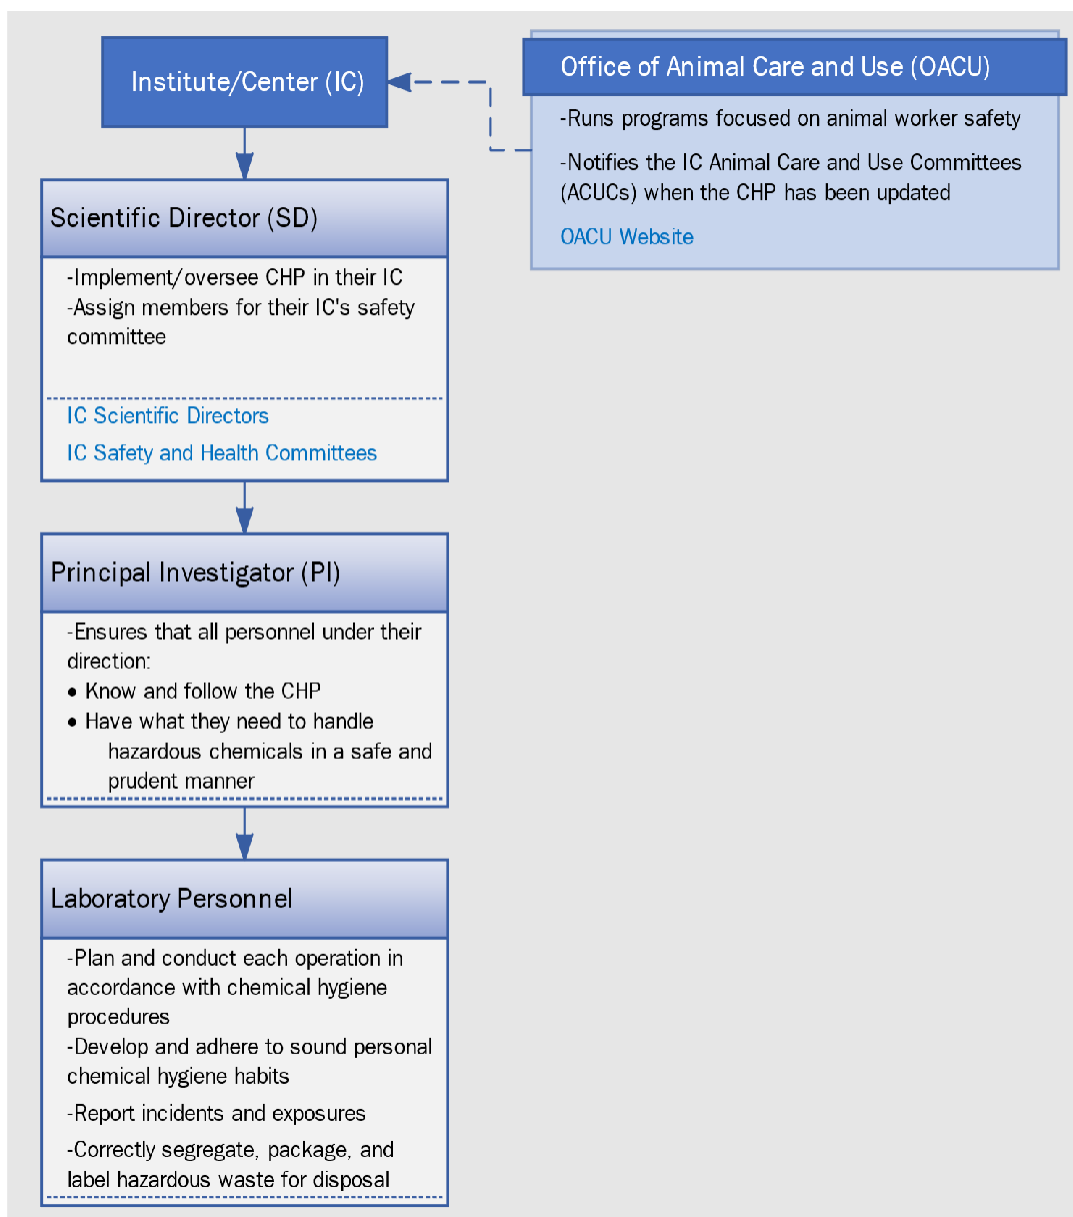 Institute/Center (IC)
Office of Animal Care and Use (OACU)
-Runs programs focused on animal worker safety
-Notifies the IC Animal Care and Use Committees
(ACUCs) when the CHP has been updated
OACU Website
Scientific Director (SD)
-Implement/oversee CHP in their IC
-Assign members for their IC's safety
committee
IC Scientific Directors
IC Safety and Health Committees
Principal Investigator (PI)
-Ensures that all personnel under their
direction:
• Know and follow the CHP
• Have what they need to handle
hazardous chemicals in a safe and
prudent manner
Laboratory Personnel
-Plan and conduct each operation in
accordance with chemical hygiene
procedures
-Develop and adhere to sound personal
chemical hygiene habits
-Report incidents and exposures
-Correctly segregate, package, and
label hazardous waste for disposal